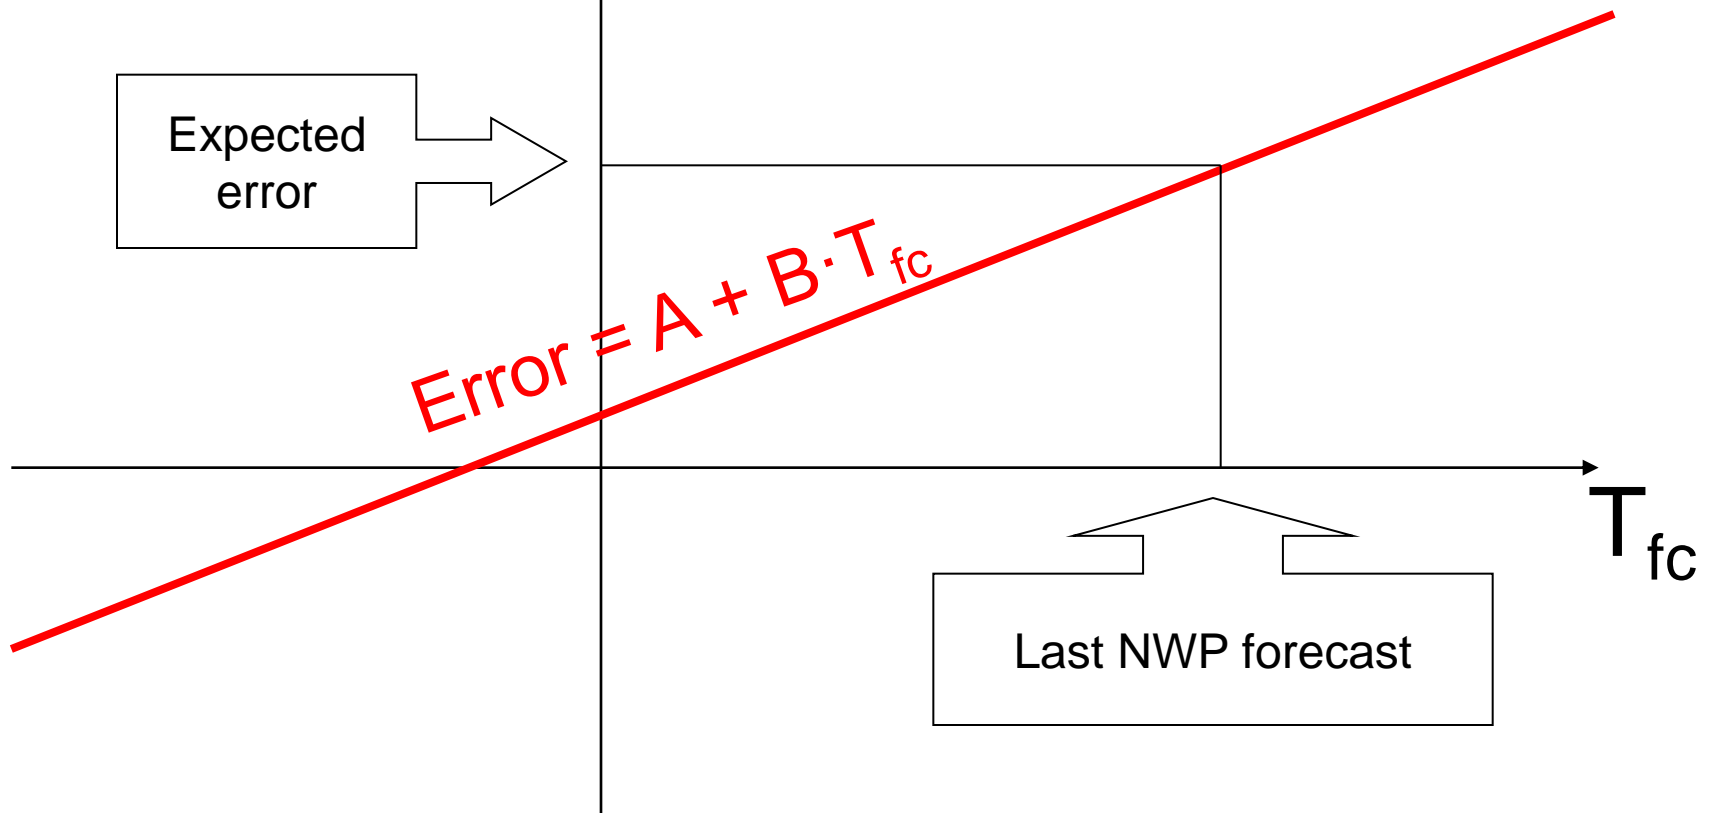 Expected
error
Error = A + B·Tfc
Tfc
Last NWP forecast